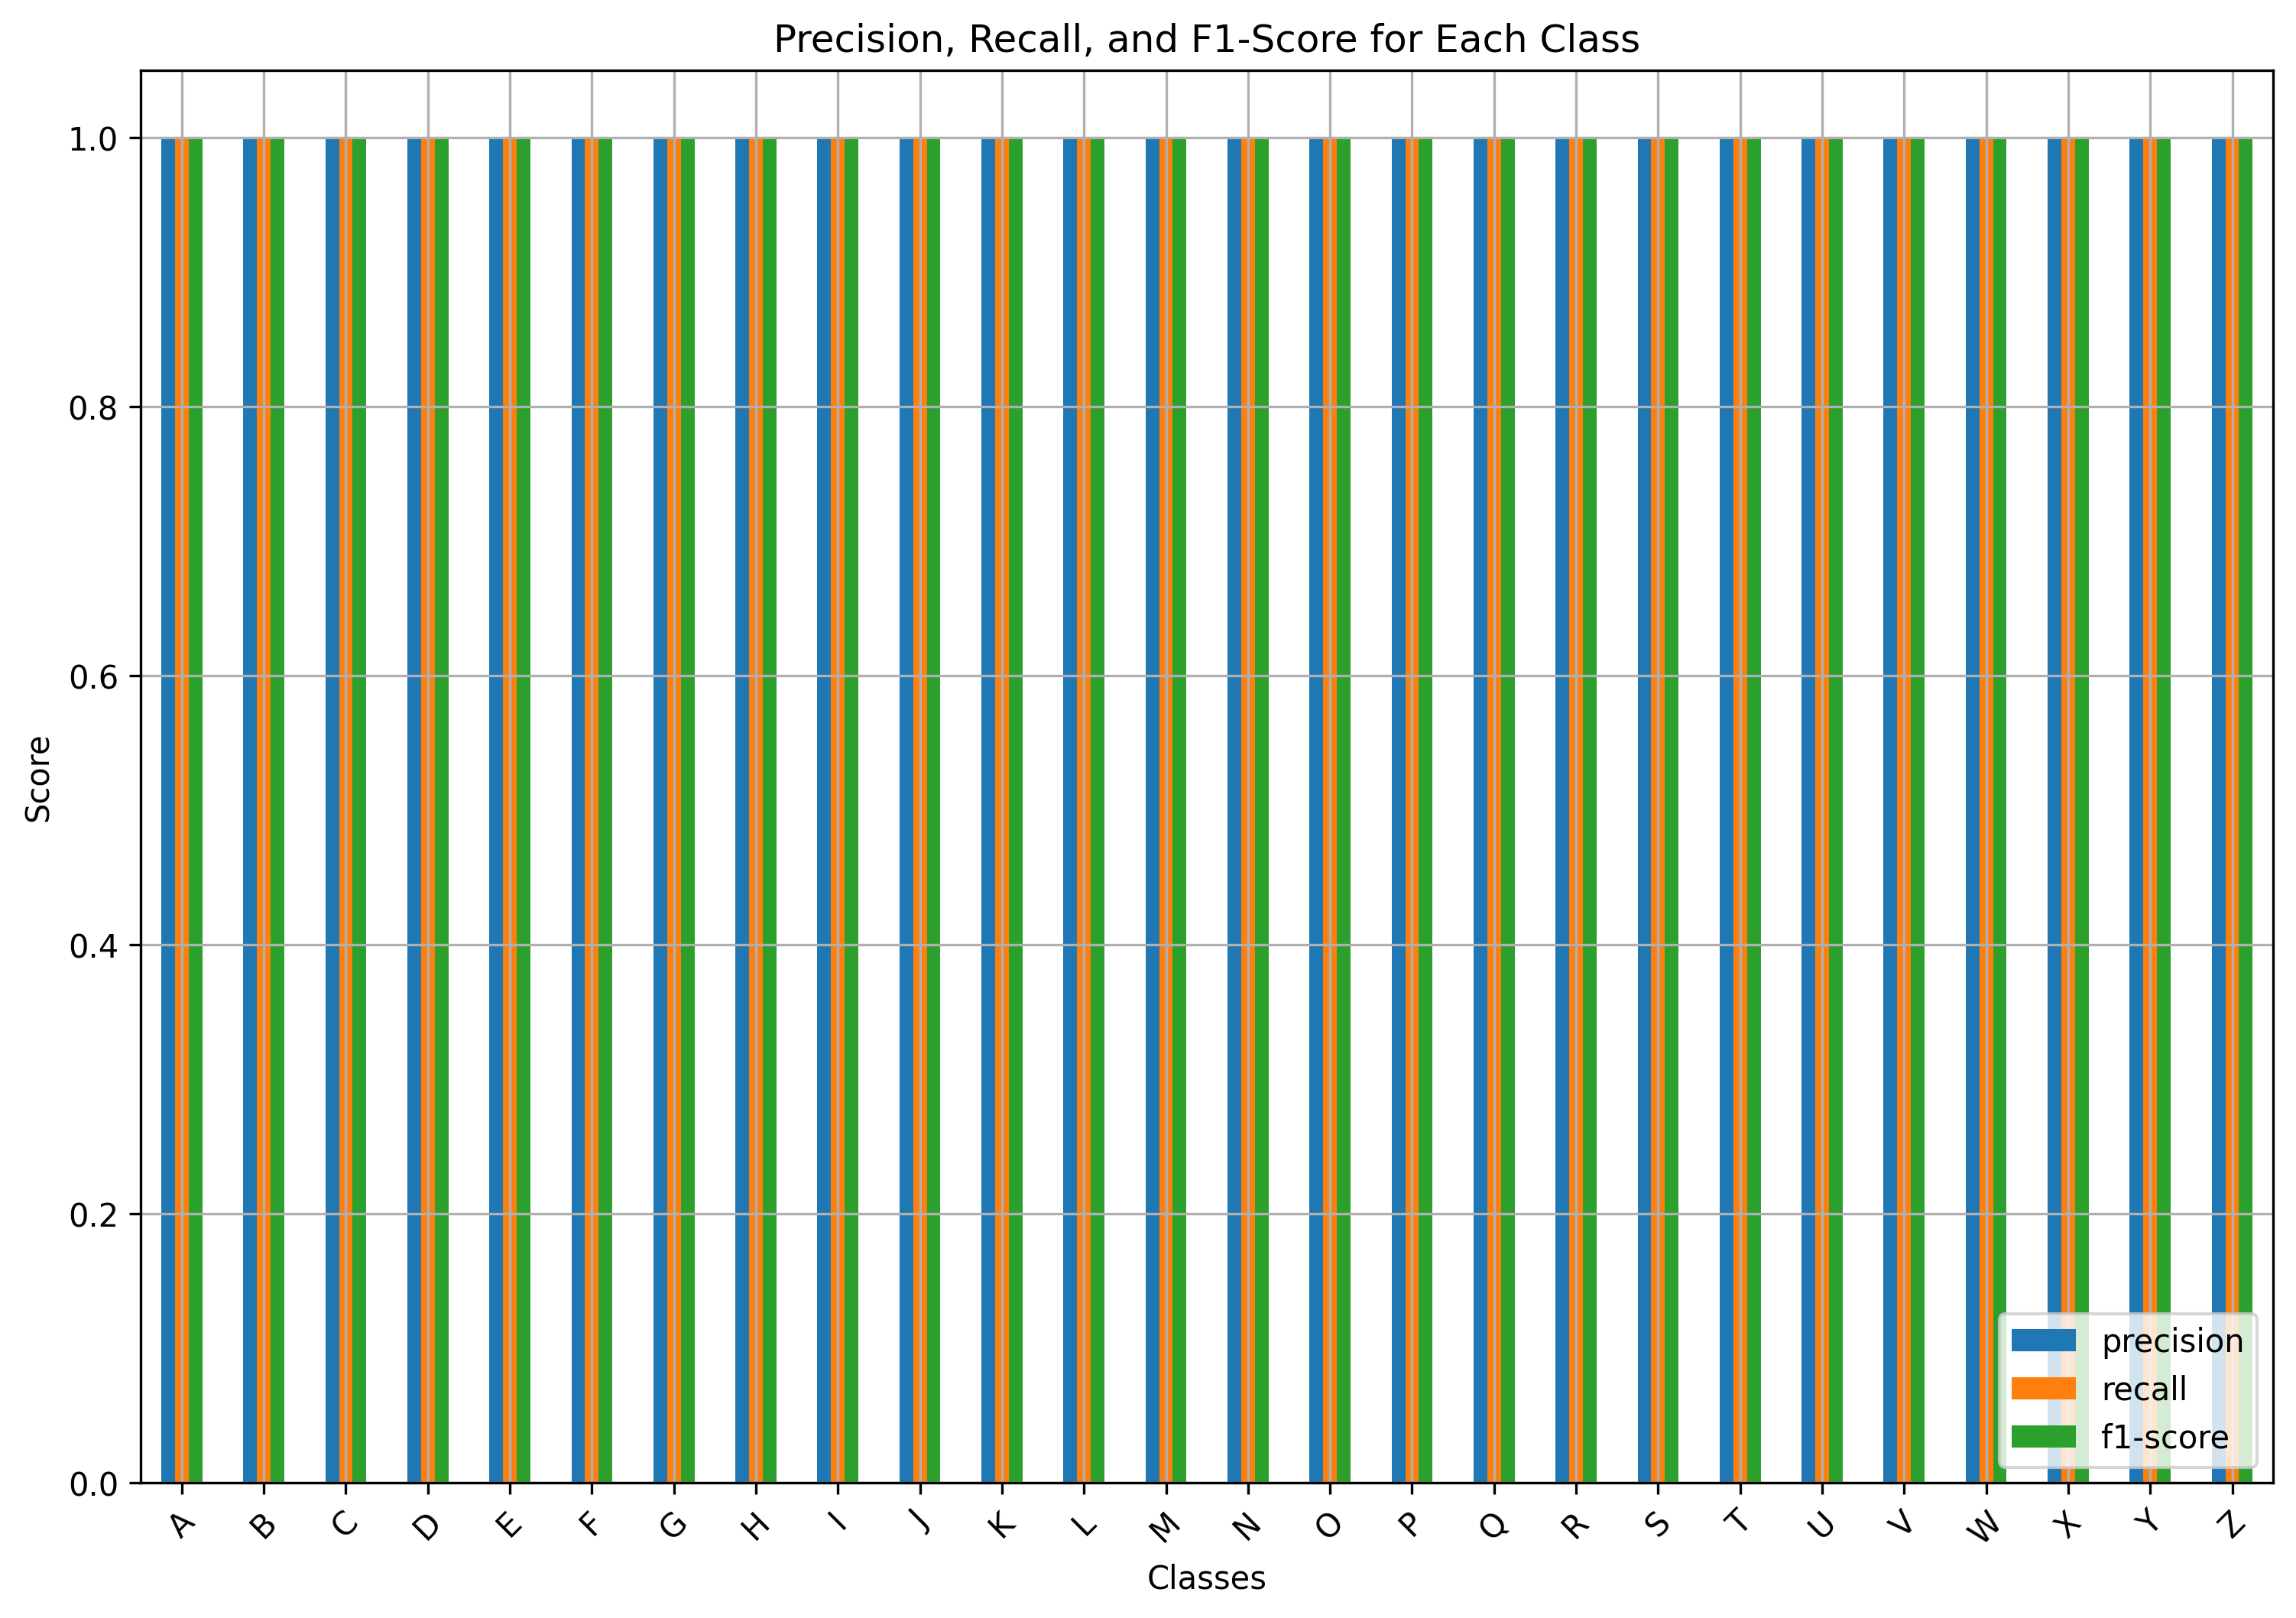 Precision, Recall, and F1-Score for Each Class
1.0
0.8
0.6
0.4
0.2
0.0
Score
precision
recall
f1-score
A B C D E F G H I J K L M N O P Q R S T U V W X Y Z
Classes